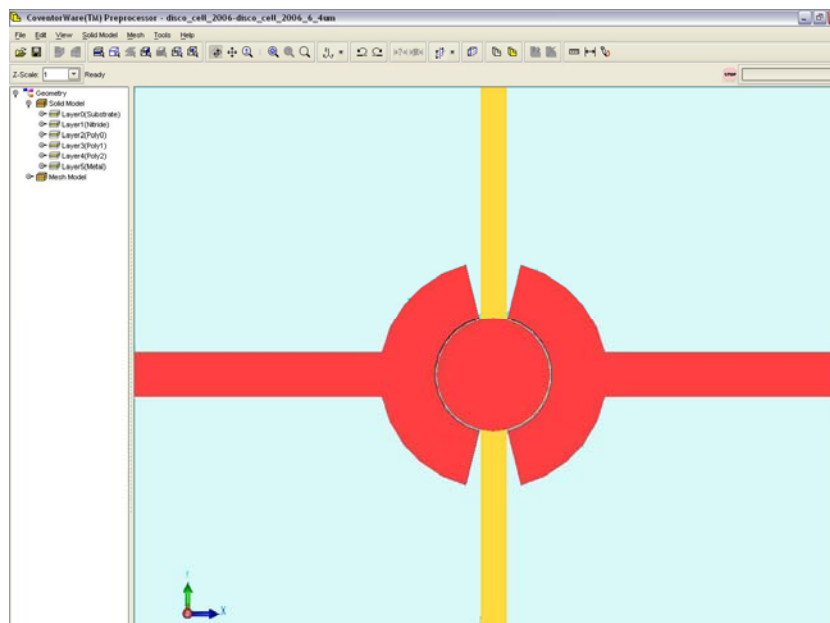 CoventorWare(TM) Preprocessor - disco_cell_2006-disco_cell_2006_6_4um
File Edit View Solid Model Mesh Tools Help
Z-Scale: 1 Ready
STOP
Geometry
Solid Model
Layer0(Substrate)
Layer1(Nitride)
Layer2(Poly0)
Layer3(Poly1)
Layer4(Poly2)
Layer5(Metal)
Mesh Model
Y
X